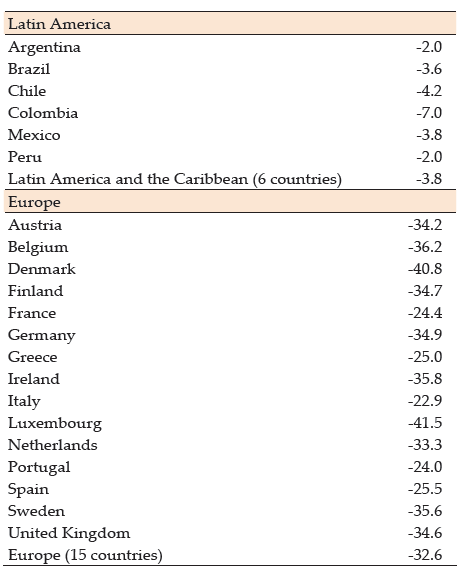 Latin America
Argentina -2.0
Brazil -3.6
Chile -4.2
Colombia -7.0
Mexico -3.8
Peru -2.0
Latin America and the Caribbean (6 countries) -3.8
Europe
Austria -34.2
Belgium -36.2
Denmark -40.8
Finland -34.7
France -24.4
Germany -34.9
Greece -25.0
Ireland -35.8
Italy -22.9
Luxembourg -41.5
Netherlands -33.3
Portugal -24.0
Spain -25.5
Sweden -35.6
United Kingdom -34.6
Europe (15 countries) -32.6